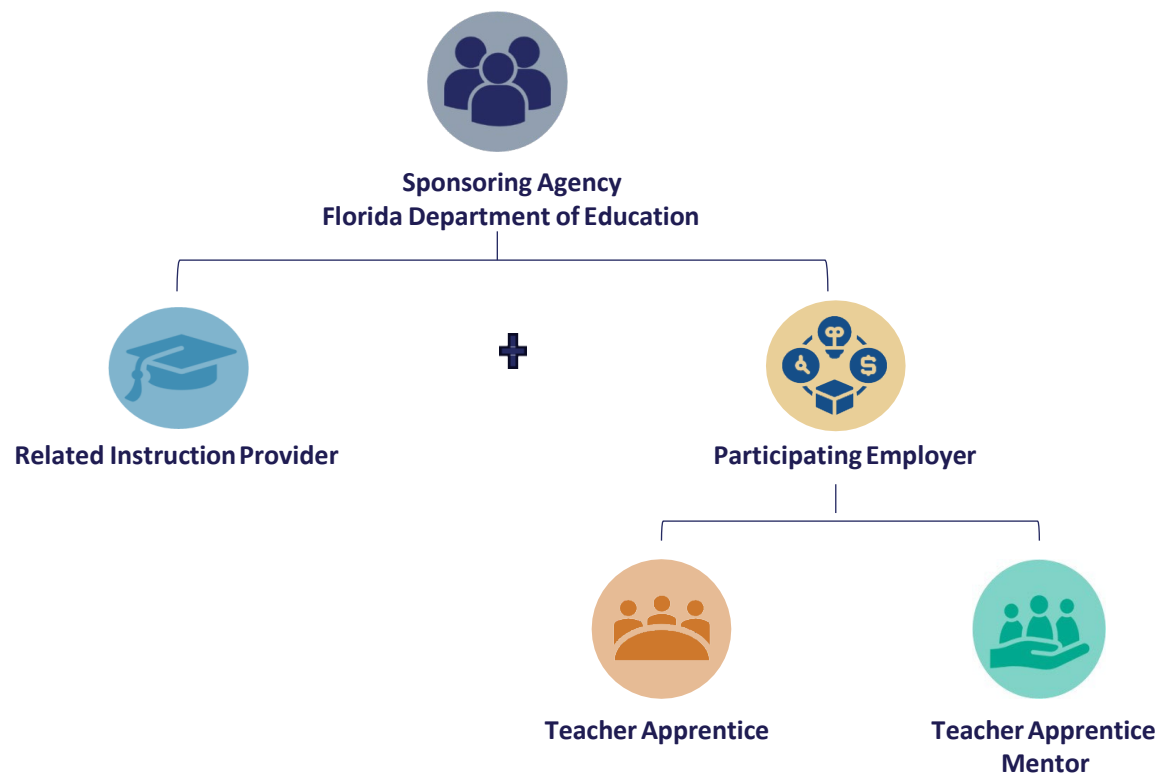 Sponsoring Agency
Florida Department of Education
Related Instruction Provider
Participating Employer
Teacher Apprentice
Teacher Apprentice
Mentor